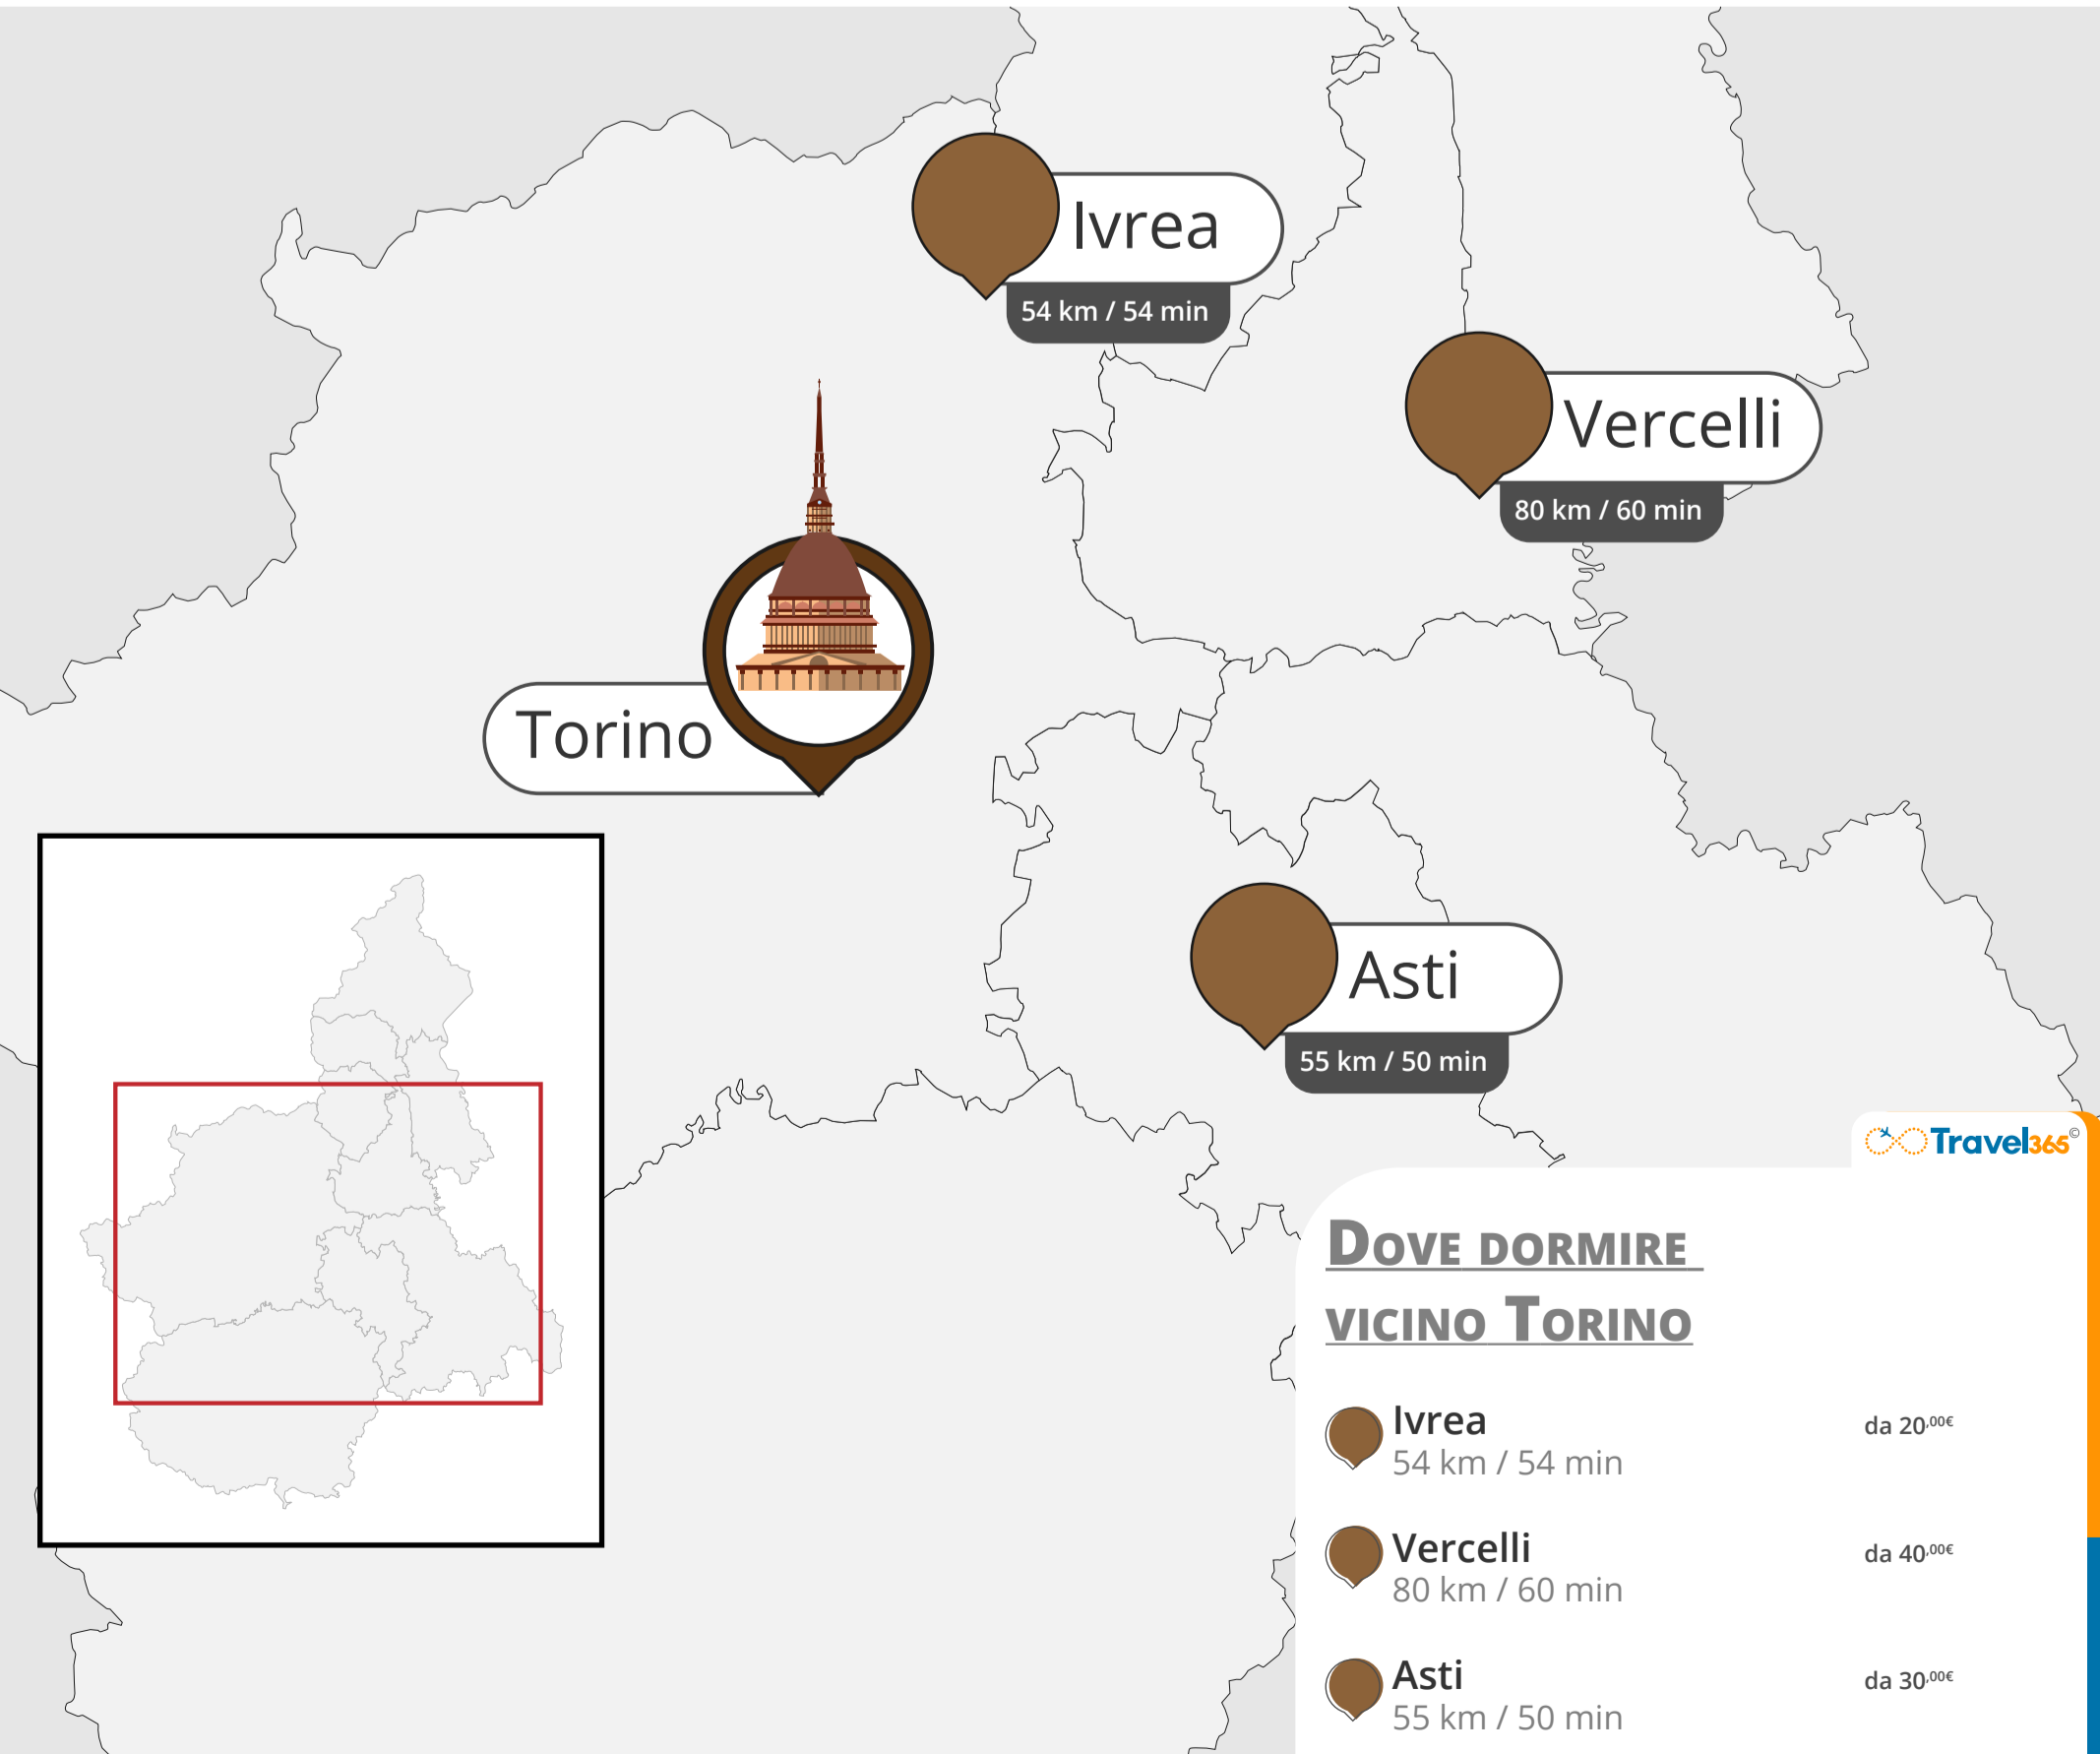 Ivrea
54 km / 54 min
Vercelli
80 km / 60 min
Torino
Asti
55 km / 50 min
Travel365©
Dove dormire
vicino Torino
Ivrea
da 20,00€
54 km / 54 min
Vercelli
da 40,00€
80 km / 60 min
Asti
da 30,00€
55 km / 50 min